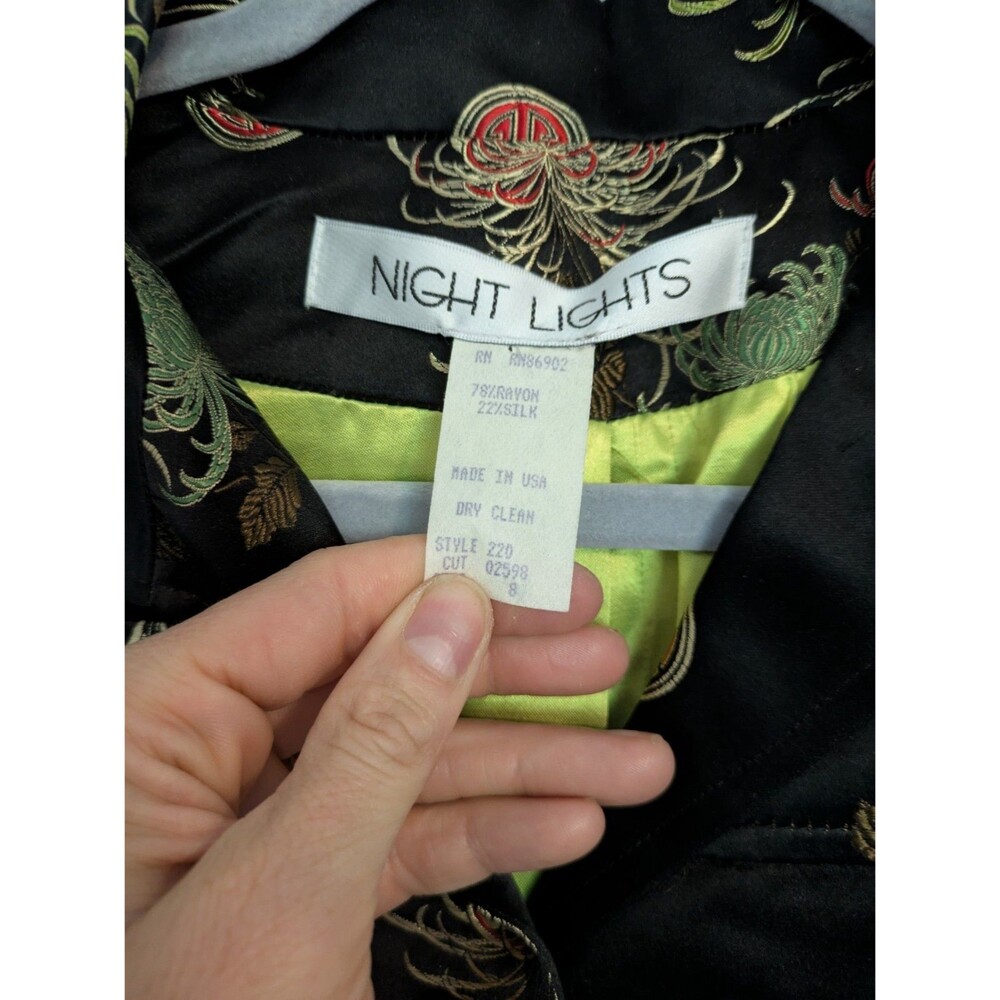 NIGHT LIGHTS
RN RN86902
78%RAYON
22%SILK
MADE IN USA
DRY CLEAN
STYLE 220
CUT 02598
8